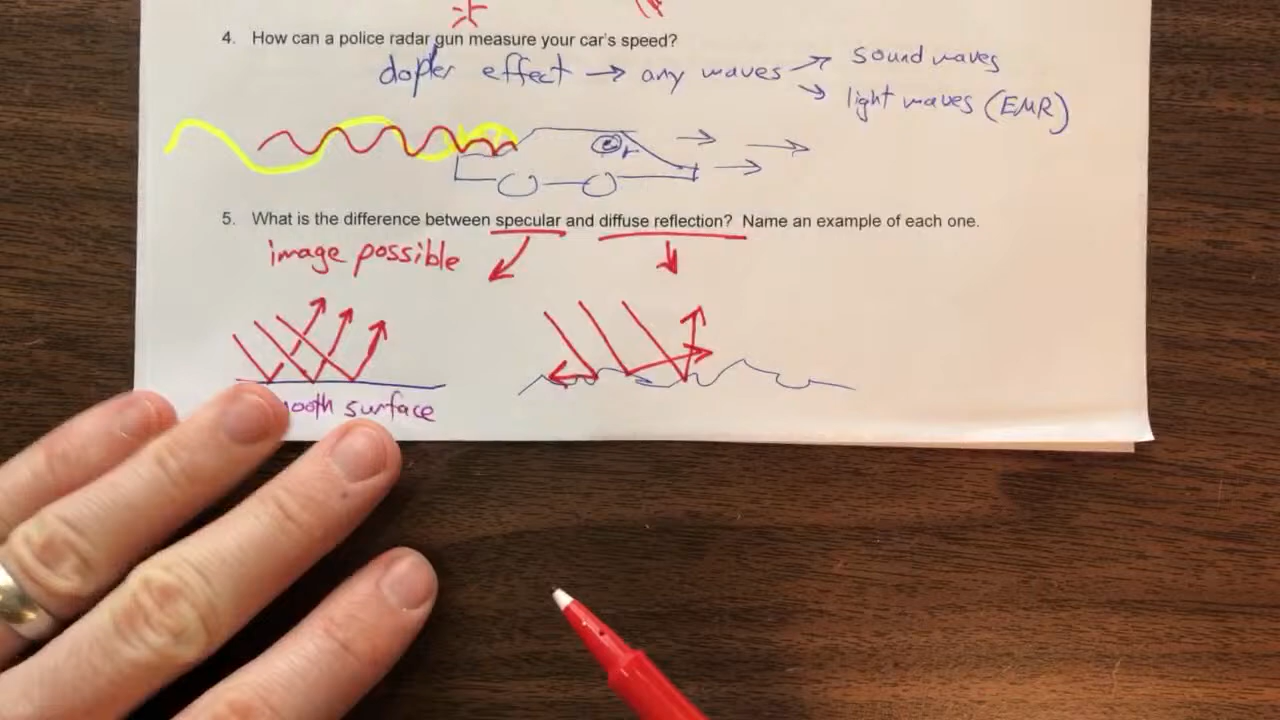 4. How can a police radar gun measure your car's speed?
dopler effect → any waves → sound waves
→ light waves (EMR)
5. What is the difference between specular and diffuse reflection? Name an example of each one.
image possible
ooth surface